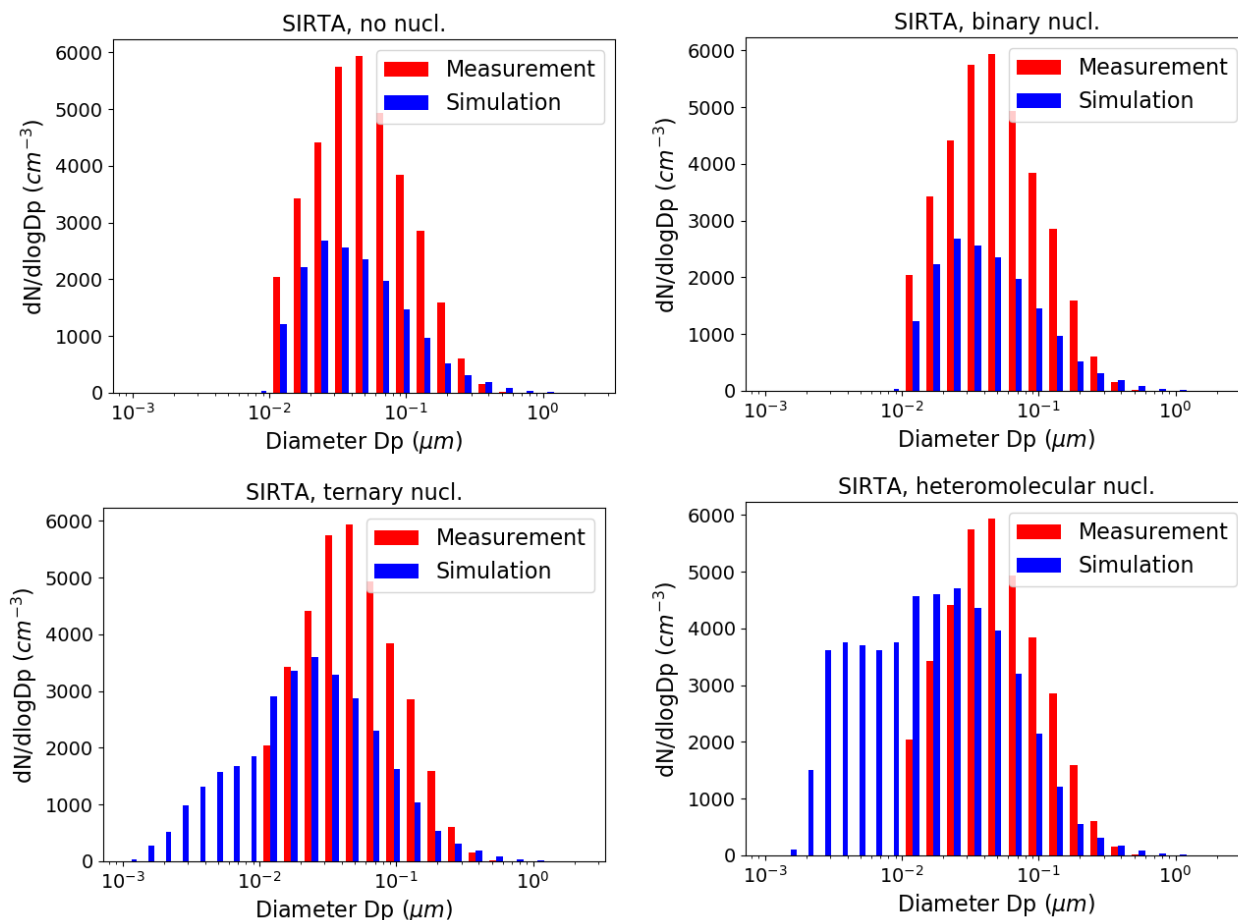 SIRTA, no nucl.
dN/dlogDp (cm⁻³)
6000
5000
4000
3000
2000
1000
0
Measurement
Simulation
10⁻³ 10⁻² 10⁻¹ 10⁰
Diameter Dp (μm)
SIRTA, binary nucl.
dN/dlogDp (cm⁻³)
6000
5000
4000
3000
2000
1000
0
Measurement
Simulation
10⁻³ 10⁻² 10⁻¹ 10⁰
Diameter Dp (μm)
SIRTA, ternary nucl.
dN/dlogDp (cm⁻³)
6000
5000
4000
3000
2000
1000
0
Measurement
Simulation
10⁻³ 10⁻² 10⁻¹ 10⁰
Diameter Dp (μm)
SIRTA, heteromolecular nucl.
dN/dlogDp (cm⁻³)
6000
5000
4000
3000
2000
1000
0
Measurement
Simulation
10⁻³ 10⁻² 10⁻¹ 10⁰
Diameter Dp (μm)